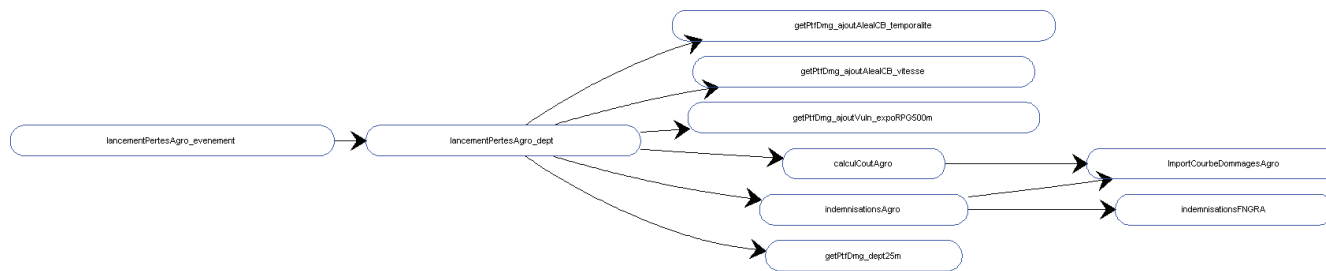 getPtfDmg_ajoutAleaICB_temporalite
getPtfDmg_ajoutAleaICB_vitesse
getPtfDmg_ajoutVuln_expoRPG500m
lancementPertesAgro_evenement
lancementPertesAgro_dept
calculCoutAgro
ImportCourbeDommagesAgro
indemnisationsAgro
indemnisationsFNGRA
getPtfDmg_dept25m